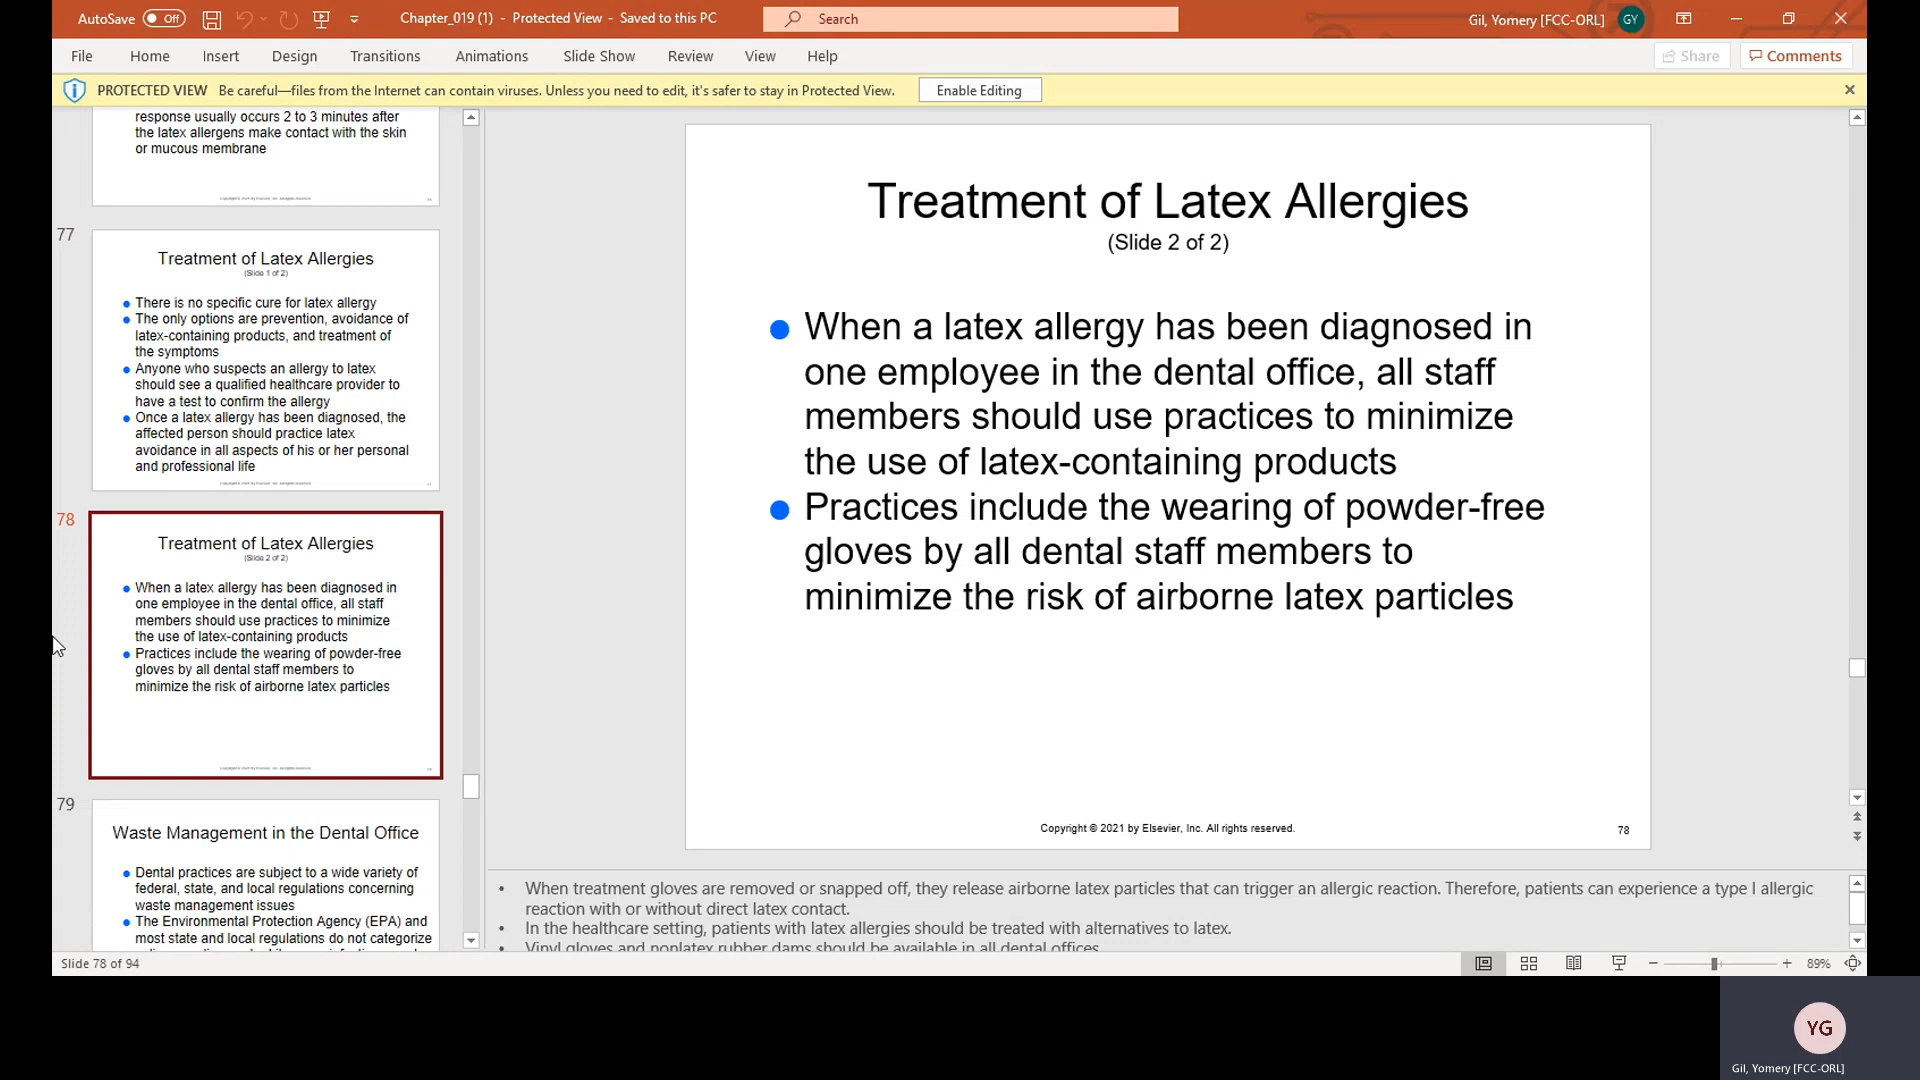 AutoSave Off
Chapter_019 (1) - Protected View - Saved to this PC
Search
Gil, Yomery [FCC-ORL] GY
File Home Insert Design Transitions Animations Slide Show Review View Help
Share Comments
PROTECTED VIEW Be careful—files from the Internet can contain viruses. Unless you need to edit, it's safer to stay in Protected View. Enable Editing
response usually occurs 2 to 3 minutes after
the latex allergens make contact with the skin
or mucous membrane
77
Treatment of Latex Allergies
(Slide 1 of 2)
There is no specific cure for latex allergy
The only options are prevention, avoidance of
latex-containing products, and treatment of
the symptoms
Anyone who suspects an allergy to latex
should see a qualified healthcare provider to
have a test to confirm the allergy
Once a latex allergy has been diagnosed, the
affected person should practice latex
avoidance in all aspects of his or her personal
and professional life
78
Treatment of Latex Allergies
(Slide 2 of 2)
When a latex allergy has been diagnosed in
one employee in the dental office, all staff
members should use practices to minimize
the use of latex-containing products
Practices include the wearing of powder-free
gloves by all dental staff members to
minimize the risk of airborne latex particles
79
Waste Management in the Dental Office
Dental practices are subject to a wide variety of
federal, state, and local regulations concerning
waste management issues
The Environmental Protection Agency (EPA) and
most state and local regulations do not categorize
Treatment of Latex Allergies
(Slide 2 of 2)
When a latex allergy has been diagnosed in
one employee in the dental office, all staff
members should use practices to minimize
the use of latex-containing products
Practices include the wearing of powder-free
gloves by all dental staff members to
minimize the risk of airborne latex particles
Copyright © 2021 by Elsevier, Inc. All rights reserved.
78
• When treatment gloves are removed or snapped off, they release airborne latex particles that can trigger an allergic reaction. Therefore, patients can experience a type I allergic
reaction with or without direct latex contact.
• In the healthcare setting, patients with latex allergies should be treated with alternatives to latex.
• Vinyl gloves and nonlatex rubber dams should be available in all dental offices.
Slide 78 of 94
89%
YG
Gil, Yomery [FCC-ORL]